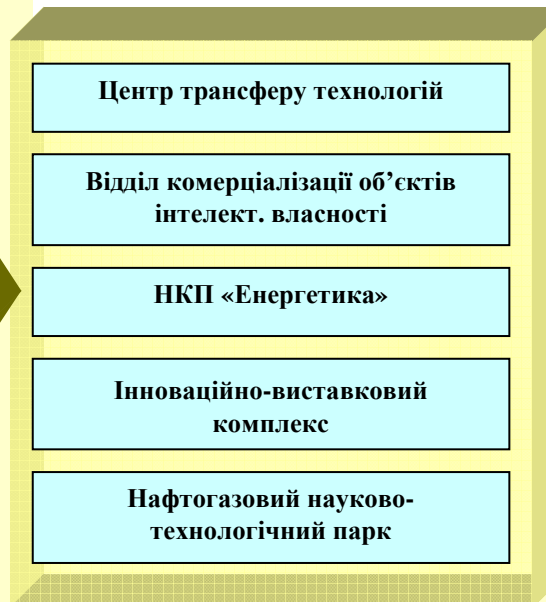 Центр трансферу технологій
Відділ комерціалізації об’єктів
інтелект. власності
НКП «Енергетика»
Інноваційно-виставковий
комплекс
Нафтогазовий науково-
технологічний парк